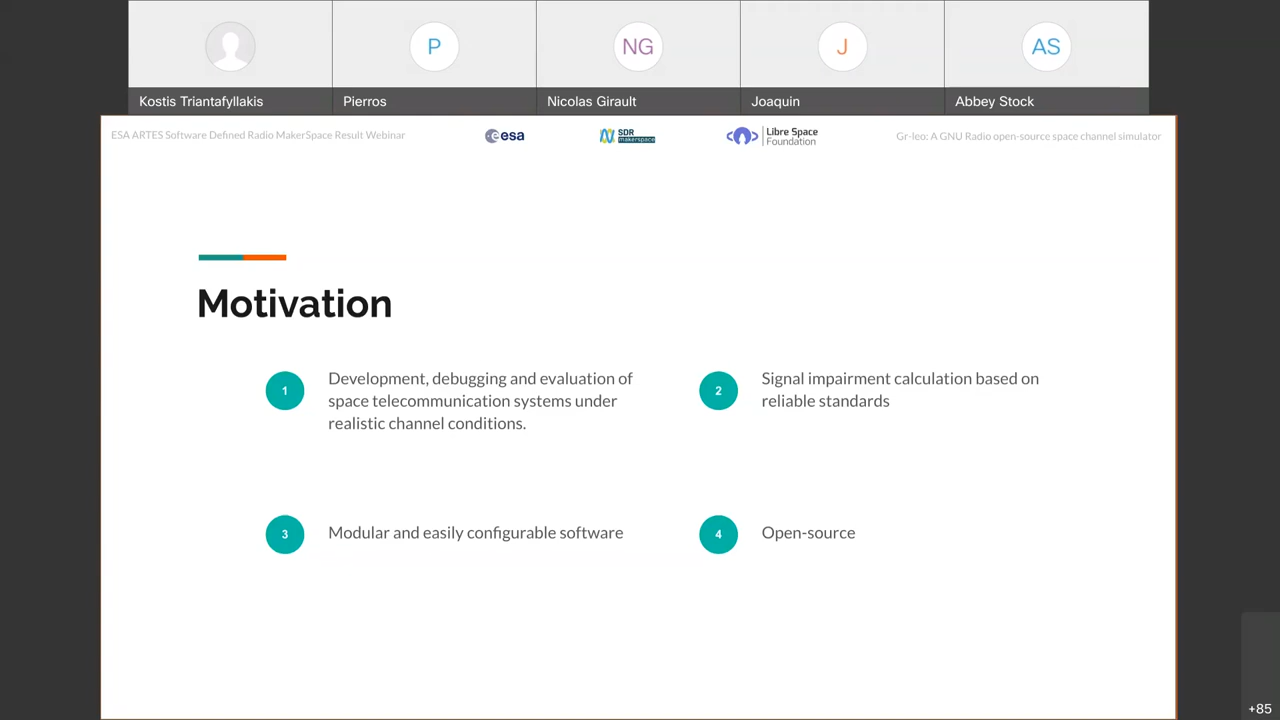 P
NG
J
AS
Kostis Triantafyllakis
Pierros
Nicolas Girault
Joaquin
Abbey Stock
ESA ARTES Software Defined Radio MakerSpace Result Webinar
esa
SDR
makerspace
Libre Space
Foundation
Gr-leo: A GNU Radio open-source space channel simulator
Motivation
1
Development, debugging and evaluation of
space telecommunication systems under
realistic channel conditions.
2
Signal impairment calculation based on
reliable standards
3
Modular and easily configurable software
4
Open-source
+85